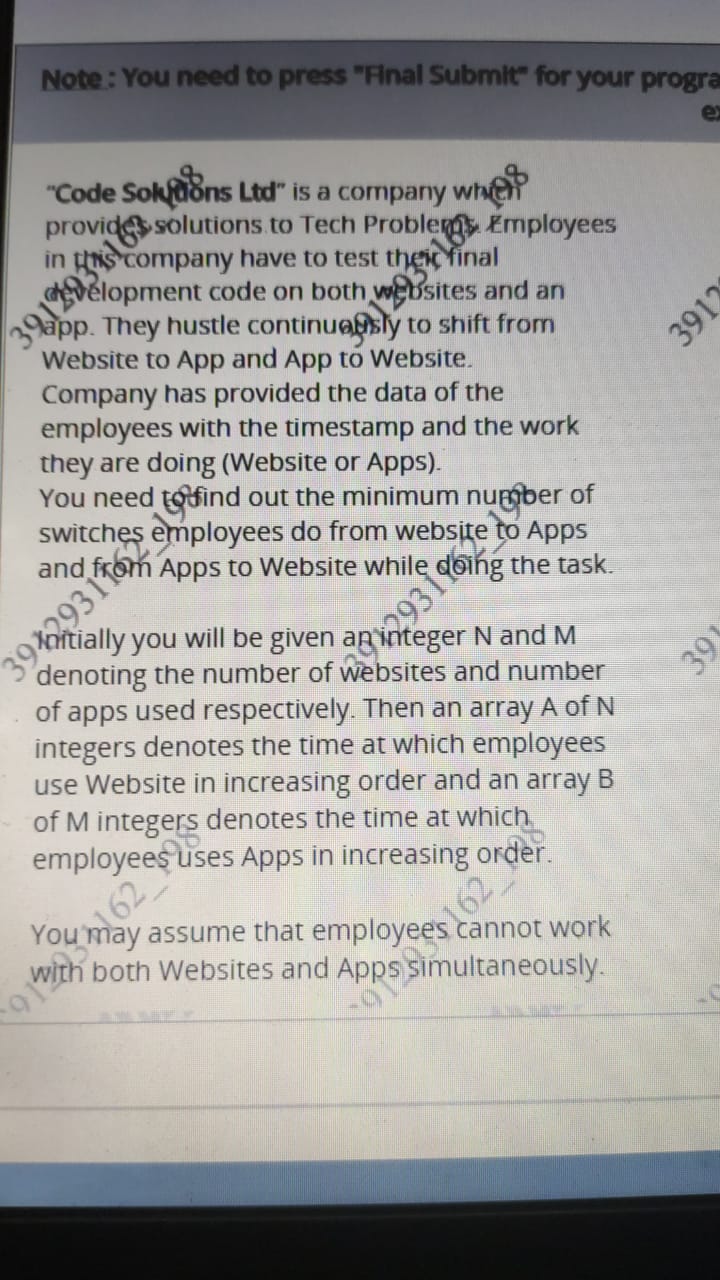 Note : You need to press "Final Submit" for your progra
ex
"Code Solutions Ltd" is a company which
provides solutions to Tech Problems. Employees
in this company have to test their final
development code on both websites and an
app. They hustle continuously to shift from
Website to App and App to Website.
Company has provided the data of the
employees with the timestamp and the work
they are doing (Website or Apps).
You need to find out the minimum number of
switches employees do from website to Apps
and from Apps to Website while doing the task.
Initially you will be given an integer N and M
denoting the number of websites and number
of apps used respectively. Then an array A of N
integers denotes the time at which employees
use Website in increasing order and an array B
of M integers denotes the time at which
employees uses Apps in increasing order.
You may assume that employees cannot work
with both Websites and Apps simultaneously.
3912931162_198
3912931162_198
3912
3912931162_198
3912931162_198
391